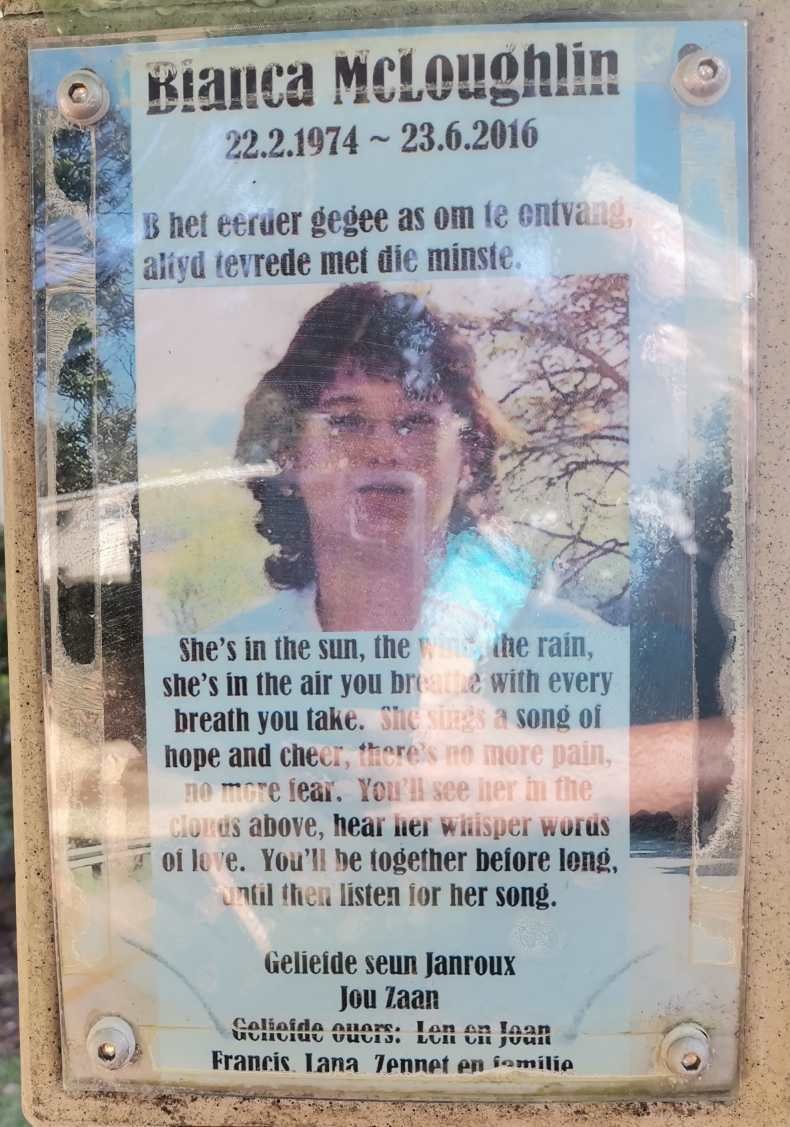 Bianca McLoughlin
22.2.1974 ~ 23.6.2016
B het eerder gegee as om te ontvang,
altyd tevrede met die minste.
She's in the sun, the wind, the rain,
she's in the air you breathe with every
breath you take. She sings a song of
hope and cheer, there's no more pain,
no more fear. You'll see her in the
clouds above, hear her whisper words
of love. You'll be together before long,
until then listen for her song.
Geliefde seun Janroux
Jou Zaan
Geliefde ouers: Len en Joan
Francis, Lana, Zennet en familie